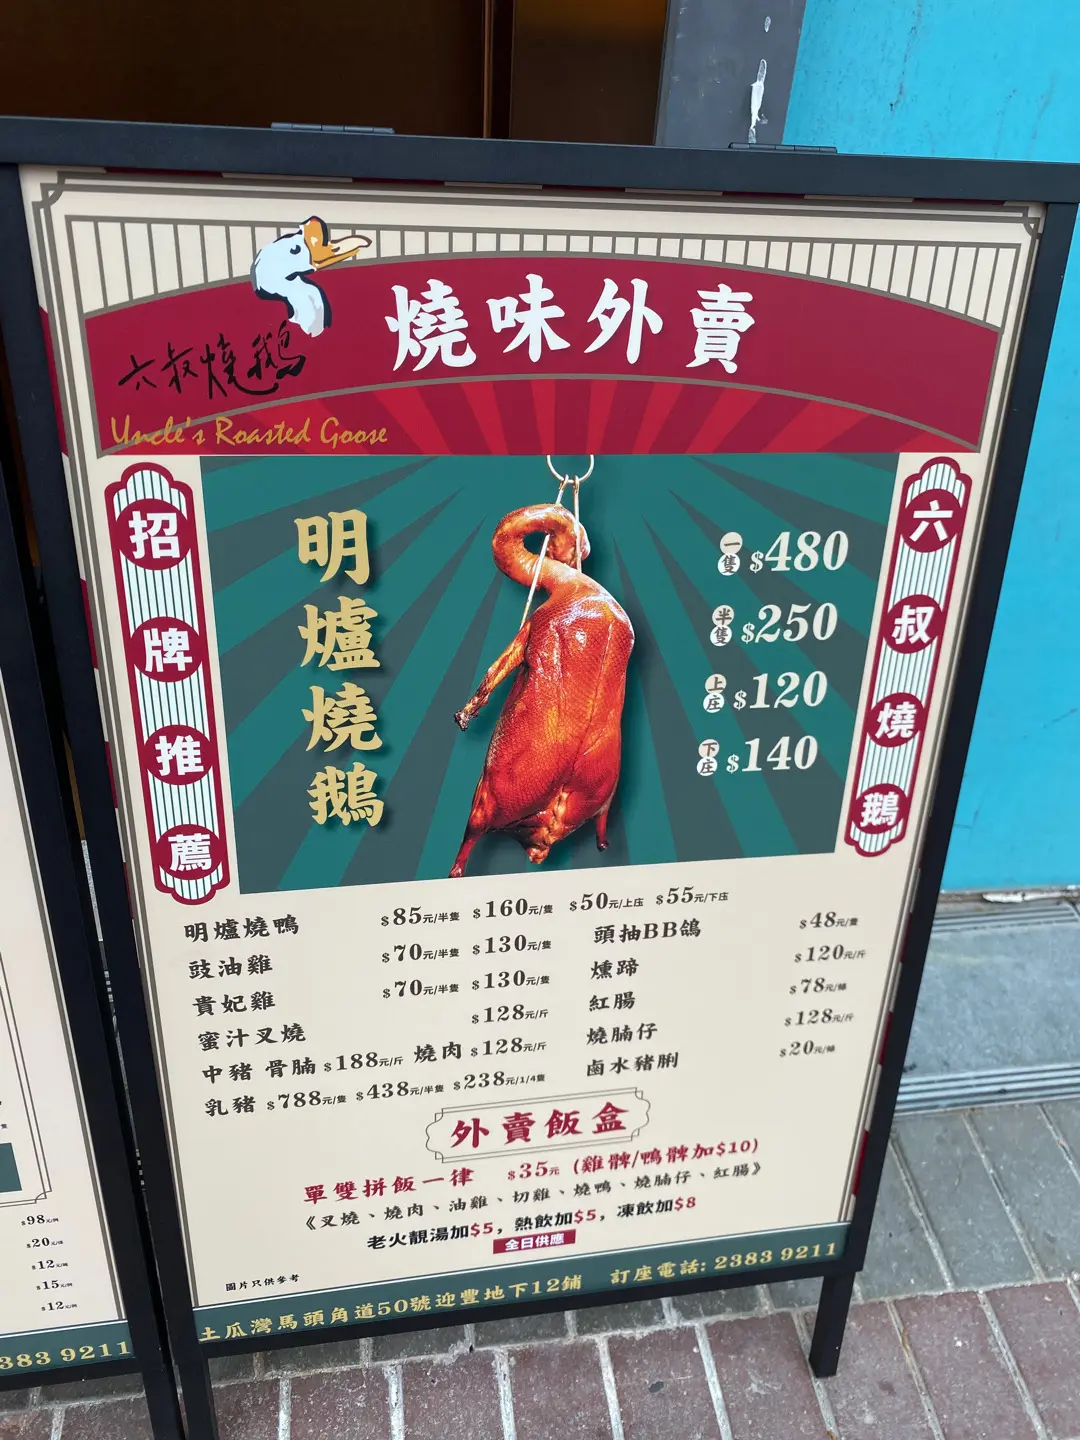 六叔燒鵝
Uncle's Roasted Goose
燒味外賣
招牌推薦
明爐燒鵝
一隻 $480
半隻 $250
上庄 $120
下庄 $140
六叔燒鵝
明爐燒鴨 $85元/半隻 $160元/隻 $50元/上庄 $55元/下庄
豉油雞 $70元/半隻 $130元/隻
貴妃雞 $70元/半隻 $130元/隻
蜜汁叉燒 $128元/斤
中豬 骨腩 $188元/斤 燒肉 $128元/斤
乳豬 $788元/隻 $438元/半隻 $238元/1/4隻
頭抽BB鴿 $48元/隻
燻蹄 $120元/斤
紅腸 $78元/條
燒腩仔 $128元/斤
鹵水豬脷 $20元/條
外賣飯盒
單雙拼飯一律 $35元 (雞髀/鴨髀加$10)
《叉燒、燒肉、油雞、切雞、燒鴨、燒腩仔、紅腸》
老火靚湯加$5，熱飲加$5，凍飲加$8
全日供應
圖片只供參考
土瓜灣馬頭角道50號迎豐地下12鋪 訂座電話: 2383 9211
$98
$20
$12
$15
$12
383 9211